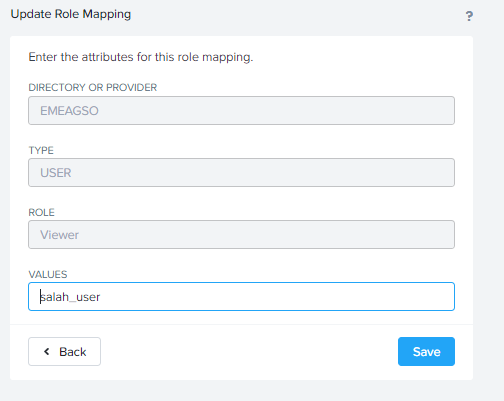 Update Role Mapping
?
Enter the attributes for this role mapping.
DIRECTORY OR PROVIDER
EMEAGSO
TYPE
USER
ROLE
Viewer
VALUES
salah_user
Back
Save